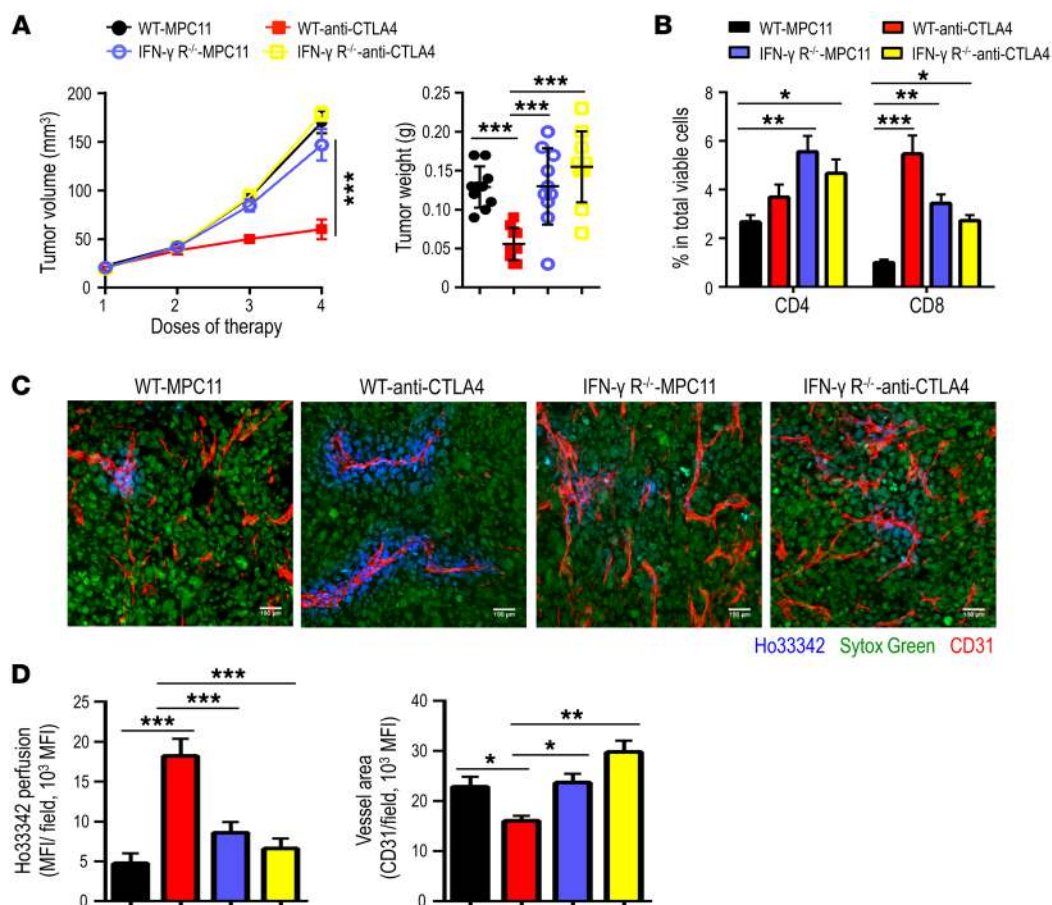 A
WT-MPC11 WT-anti-CTLA4
IFN-γ R-/--MPC11 IFN-γ R-/--anti-CTLA4
Tumor volume (mm3)
200
150
100
50
0
1 2 3 4
Doses of therapy
***
Tumor weight (g)
0.25
0.20
0.15
0.10
0.05
0
***
***
***
B
WT-MPC11 WT-anti-CTLA4
IFN-γ R-/--MPC11 IFN-γ R-/--anti-CTLA4
% in total viable cells
8
6
4
2
0
*
**
*
**
***
CD4 CD8
C
WT-MPC11 WT-anti-CTLA4 IFN-γ R-/--MPC11 IFN-γ R-/--anti-CTLA4
100 µm 100 µm 100 µm 100 µm
Ho33342 Sytox Green CD31
D
Ho33342 perfusion
(MFI/ field, 103 MFI)
25
20
15
10
5
0
***
***
***
Vessel area
(CD31/field, 103 MFI)
40
30
20
10
0
**
*
*